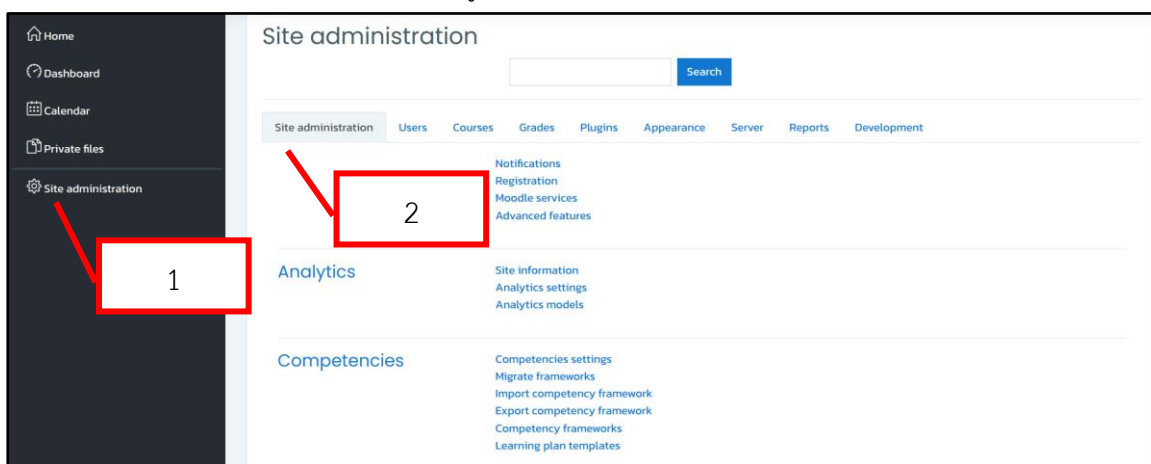 Home
Dashboard
Calendar
Private files
Site administration
1
Site administration
Search
Site administration Users Courses Grades Plugins Appearance Server Reports Development
2
Notifications
Registration
Moodle services
Advanced features
Analytics
Site information
Analytics settings
Analytics models
Competencies
Competencies settings
Migrate frameworks
Import competency framework
Export competency framework
Competency frameworks
Learning plan templates